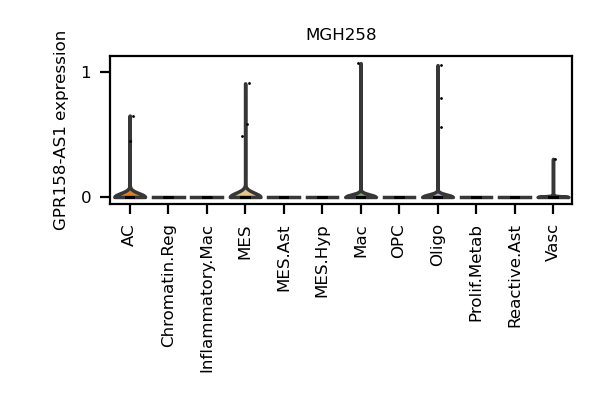 MGH258
GPR158-AS1 expression
1
0
AC
Chromatin.Reg
Inflammatory.Mac
MES
MES.Ast
MES.Hyp
Mac
OPC
Oligo
Prolif.Metab
Reactive.Ast
Vasc